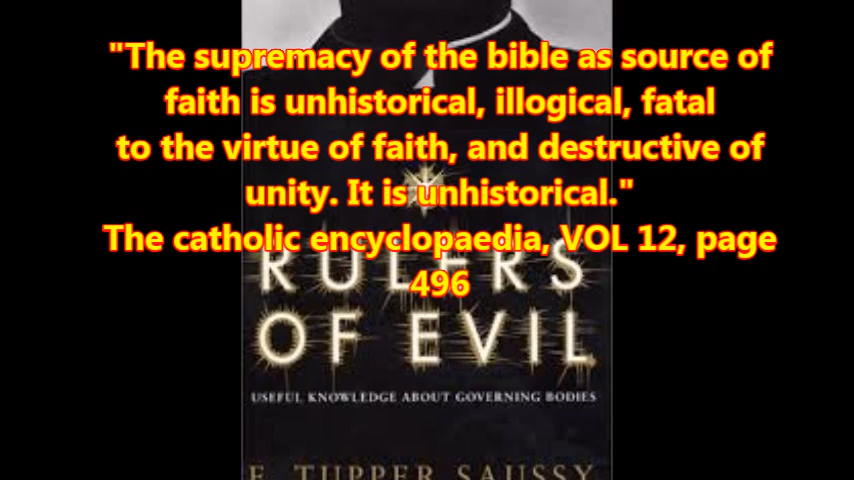 "The supremacy of the bible as source of
faith is unhistorical, illogical, fatal
to the virtue of faith, and destructive of
unity. It is unhistorical."
The catholic encyclopaedia, VOL 12, page
496
RULERS
OF EVIL
USEFUL KNOWLEDGE ABOUT GOVERNING BODIES
F. TUPPER SAUSSY